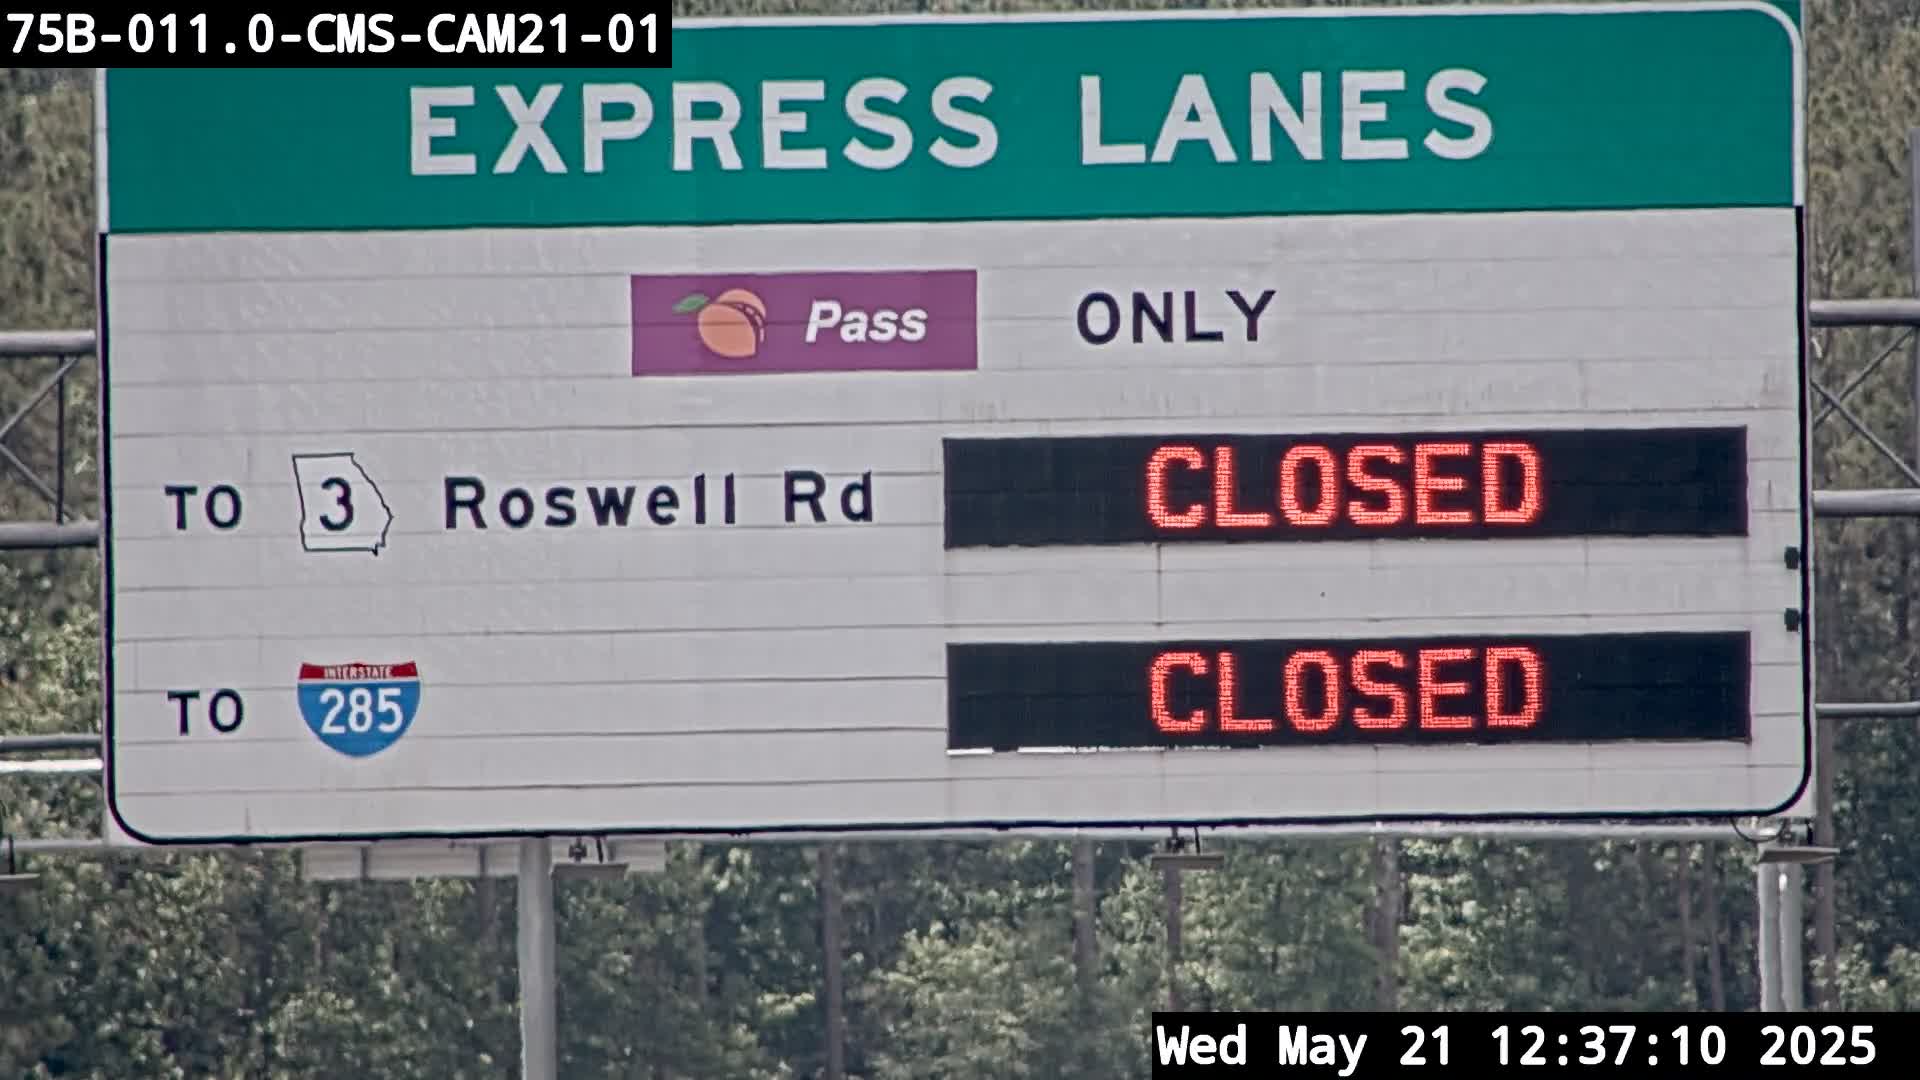 75B-011.0-CMS-CAM21-01
EXPRESS LANES
Pass ONLY
TO 3 Roswell Rd CLOSED
INTERSTATE
TO 285 CLOSED
Wed May 21 12:37:10 2025